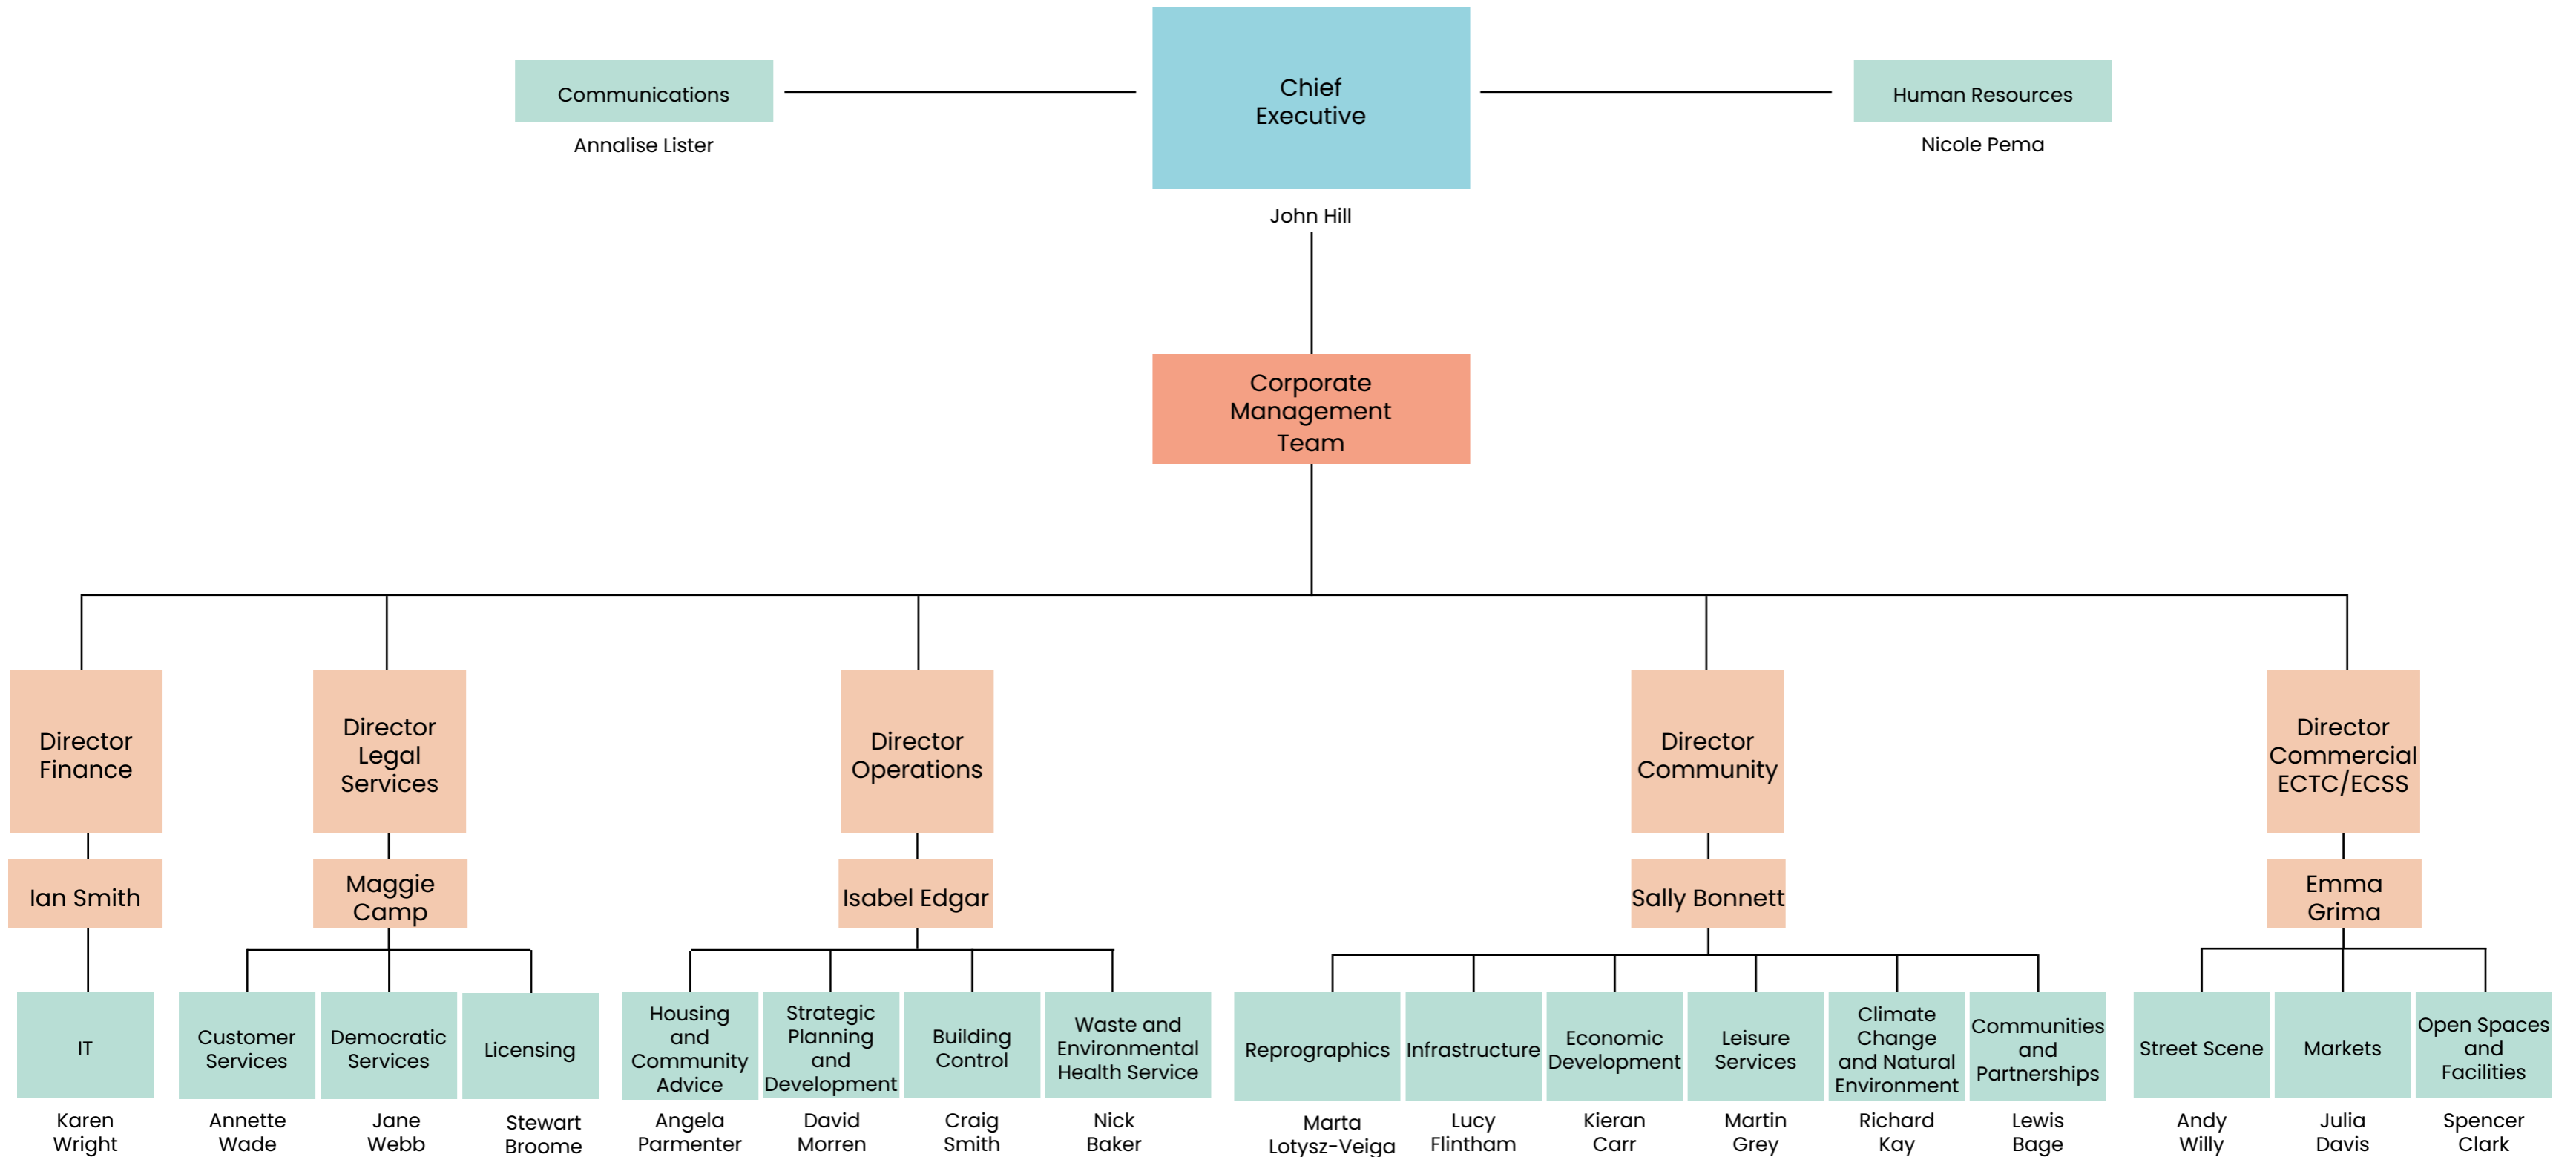 Communications
Annalise Lister
Chief
Executive
John Hill
Human Resources
Nicole Pema
Corporate
Management
Team
Director
Finance
Ian Smith
Director
Legal
Services
Maggie
Camp
Director
Operations
Isabel Edgar
Director
Community
Sally Bonnett
Director
Commercial
ECTC/ECSS
Emma
Grima
IT
Karen
Wright
Customer
Services
Annette
Wade
Democratic
Services
Jane
Webb
Licensing
Stewart
Broome
Housing
and
Community
Advice
Angela
Parmenter
Strategic
Planning
and
Development
David
Morren
Building
Control
Craig
Smith
Waste and
Environmental
Health Service
Nick
Baker
Reprographics
Marta
Lotysz-Veiga
Infrastructure
Lucy
Flintham
Economic
Development
Kieran
Carr
Leisure
Services
Martin
Grey
Climate
Change
and Natural
Environment
Richard
Kay
Communities
and
Partnerships
Lewis
Bage
Street Scene
Andy
Willy
Markets
Julia
Davis
Open Spaces
and
Facilities
Spencer
Clark